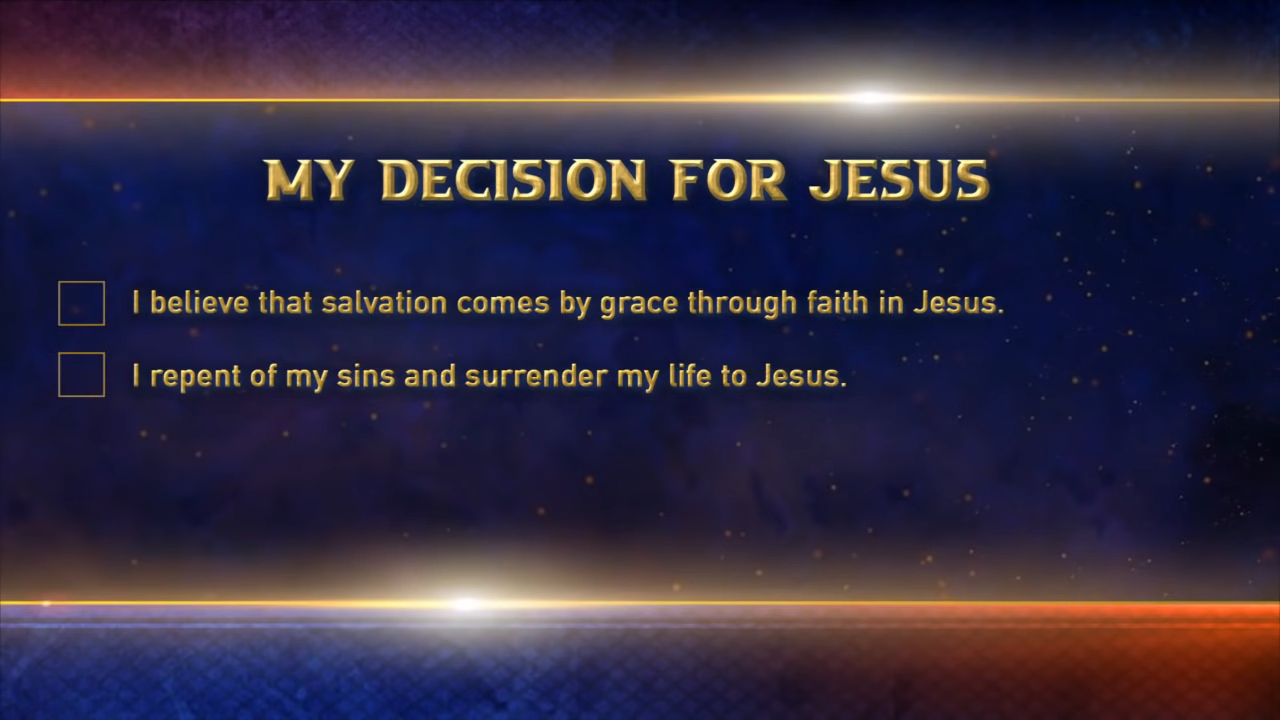 MY DECISION FOR JESUS
I believe that salvation comes by grace through faith in Jesus.
I repent of my sins and surrender my life to Jesus.